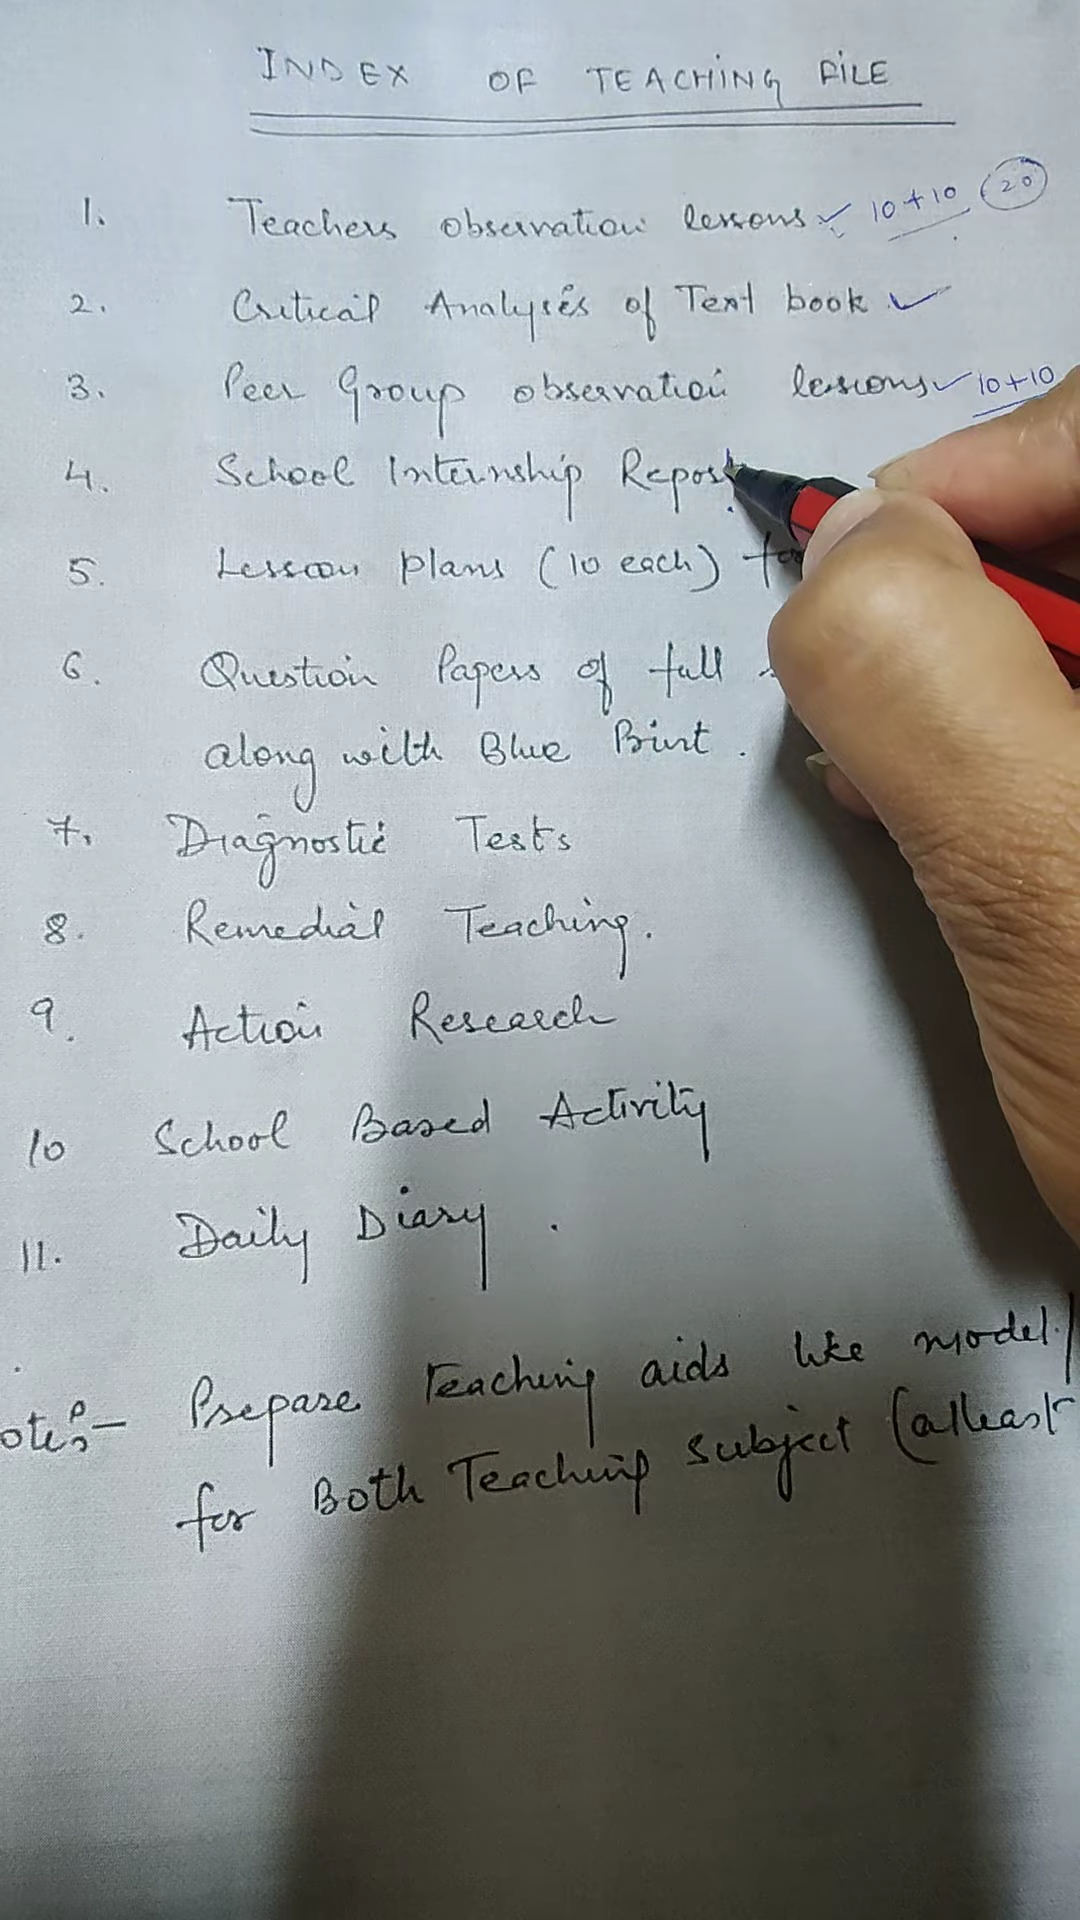 INDEX OF TEACHING FILE
1. Teachers observation lessons ✓ 10+10 20
2. Critical Analysis of Text book ✓
3. Peer Group observation lessons ✓ 10+10
4. School Internship Report
5. Lesson plans (10 each)
6. Question Papers of full
along with Blue Print.
7. Diagnostic Tests
8. Remedial Teaching.
9. Action Research
10 School Based Activity
11. Daily Diary.
Prepare Teaching aids like model/
for Both Teaching subject (atleast